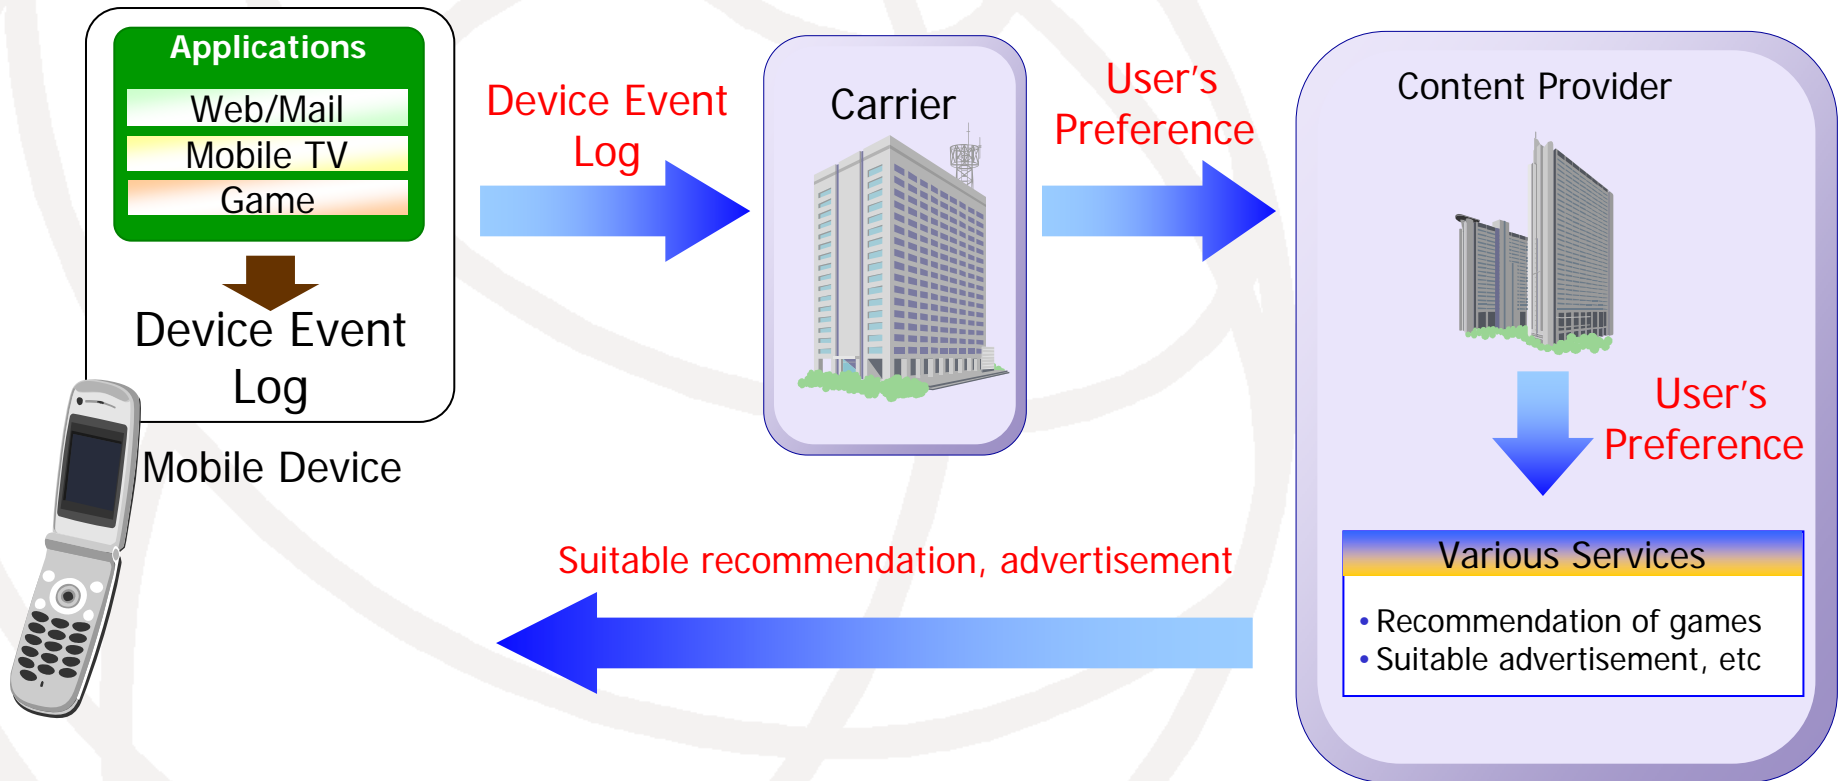 Applications
Web/Mail
Mobile TV
Game
Device Event
Log
Mobile Device
Device Event
Log
Carrier
User's
Preference
Content Provider
User's
Preference
Various Services
• Recommendation of games
• Suitable advertisement, etc
Suitable recommendation, advertisement